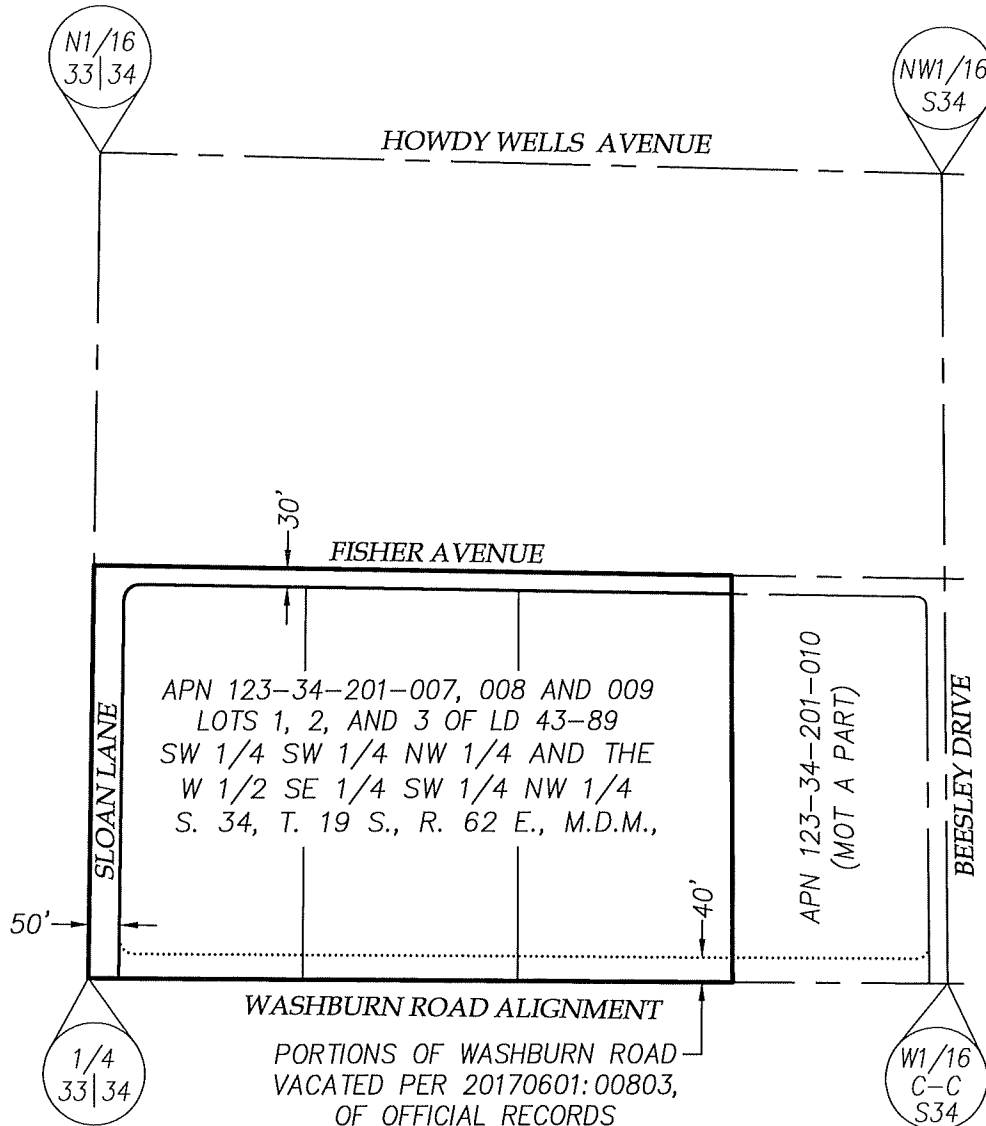 N1/16
33|34
NW1/16
S34
HOWDY WELLS AVENUE
30'
FISHER AVENUE
APN 123-34-201-007, 008 AND 009
LOTS 1, 2, AND 3 OF LD 43-89
SW 1/4 SW 1/4 NW 1/4 AND THE
W 1/2 SE 1/4 SW 1/4 NW 1/4
S. 34, T. 19 S., R. 62 E., M.D.M.,
SLOAN LANE
APN 123-34-201-010
(MOT A PART)
BEESLEY DRIVE
50'
40'
WASHBURN ROAD ALIGNMENT
1/4
33|34
PORTIONS OF WASHBURN ROAD
VACATED PER 20170601:00803,
OF OFFICIAL RECORDS
W1/16
C-C
S34